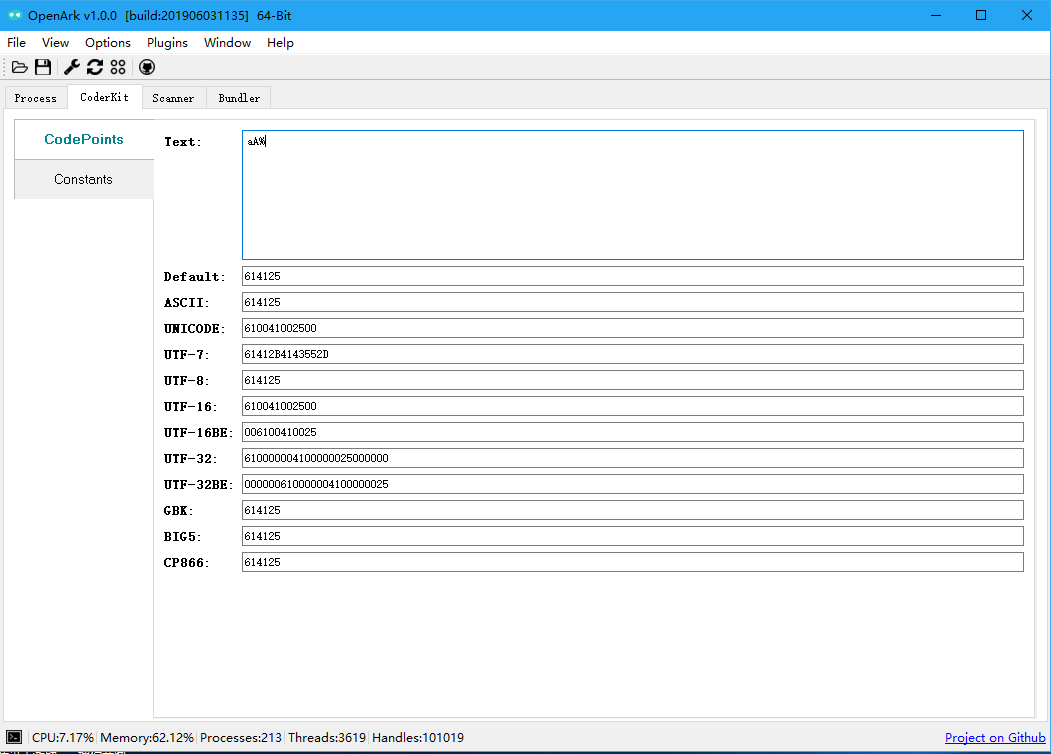 OpenArk v1.0.0 [build:201906031135] 64-Bit
File View Options Plugins Window Help
Process CoderKit Scanner Bundler
CodePoints
Constants
Text: aA%
Default: 614125
ASCII: 614125
UNICODE: 610041002500
UTF-7: 61412B4143552D
UTF-8: 614125
UTF-16: 610041002500
UTF-16BE: 006100410025
UTF-32: 610000004100000025000000
UTF-32BE: 000000610000004100000025
GBK: 614125
BIG5: 614125
CP866: 614125
CPU:7.17% Memory:62.12% Processes:213 Threads:3619 Handles:101019 Project on Github